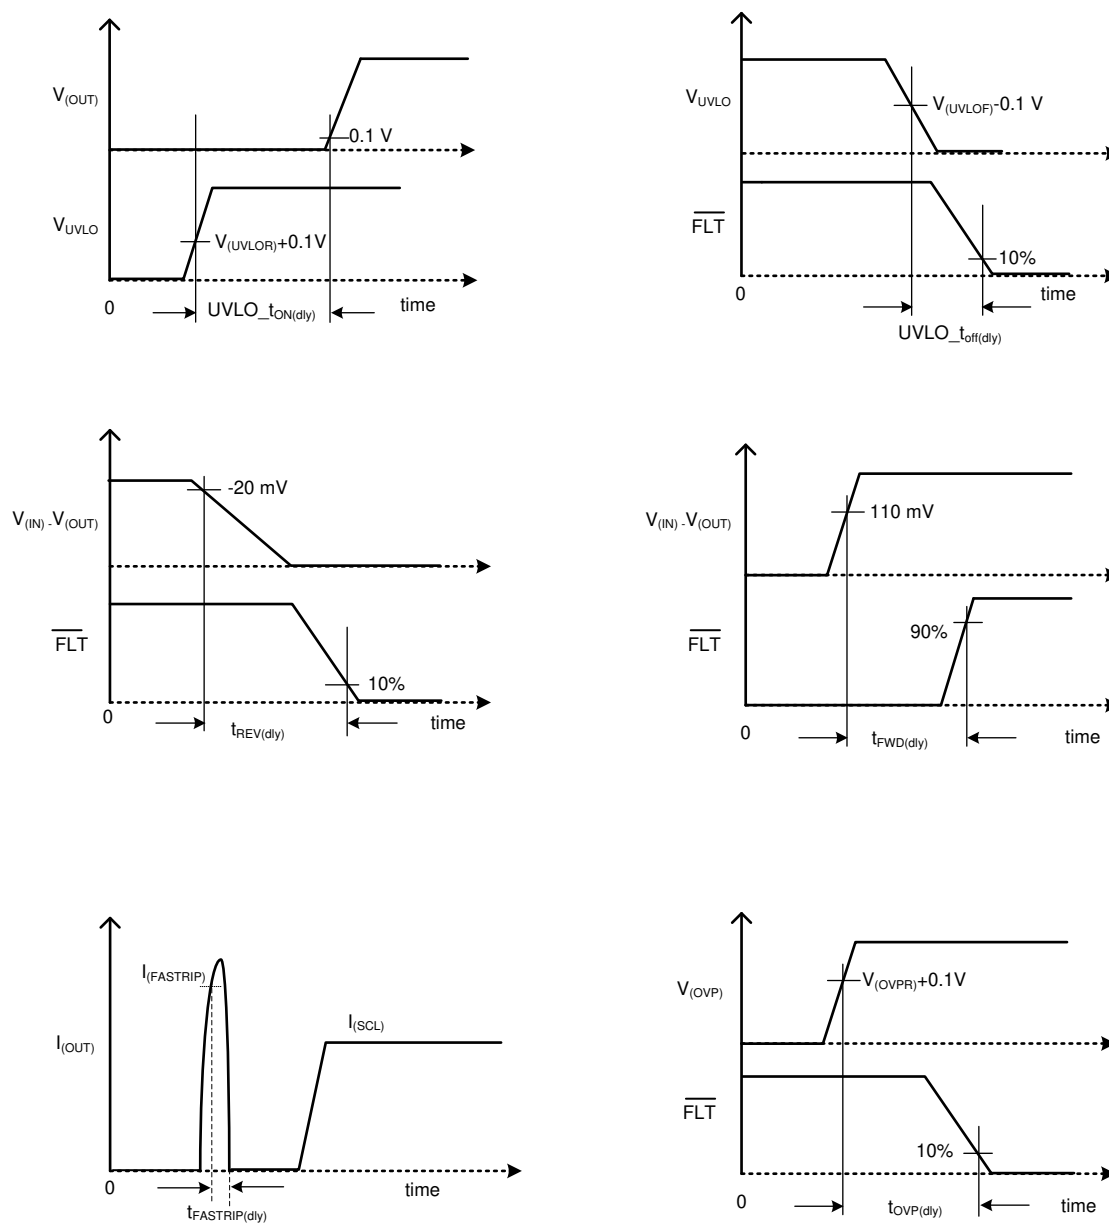 V(OUT)
0.1 V
VUVLO
V(UVLOR)+0.1V
0
UVLO_tON(dly)
time
VUVLO
V(UVLOF)-0.1 V
FLT
10%
0
time
UVLO_toff(dly)
-20 mV
V(IN) -V(OUT)
FLT
10%
0
tREV(dly)
time
110 mV
V(IN) -V(OUT)
90%
FLT
0
tFWD(dly)
time
I(FASTRIP)
I(SCL)
I(OUT)
0
time
tFASTRIP(dly)
V(OVPR)+0.1V
V(OVP)
FLT
10%
0
tOVP(dly)
time